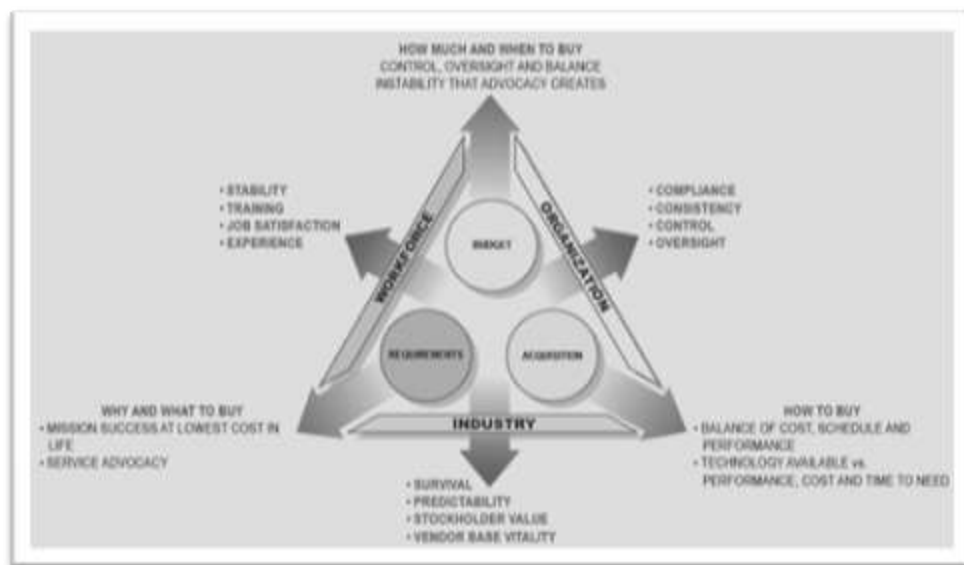 HOW MUCH AND WHEN TO BUY
CONTROL, OVERSIGHT AND BALANCE
INSTABILITY THAT ADVOCACY CREATES
• STABILITY
• TRAINING
• JOB SATISFACTION
• EXPERIENCE
• COMPLIANCE
• CONSISTENCY
• CONTROL
• OVERSIGHT
WORKFORCE
ORGANIZATION
BUDGET
REQUIREMENTS
ACQUISITION
INDUSTRY
WHY AND WHAT TO BUY
• MISSION SUCCESS AT LOWEST COST IN
LIFE
• SERVICE ADVOCACY
HOW TO BUY
• BALANCE OF COST, SCHEDULE AND
PERFORMANCE
• TECHNOLOGY AVAILABLE vs.
PERFORMANCE, COST AND TIME TO NEED
• SURVIVAL
• PREDICTABILITY
• STOCKHOLDER VALUE
• VENDOR BASE VITALITY